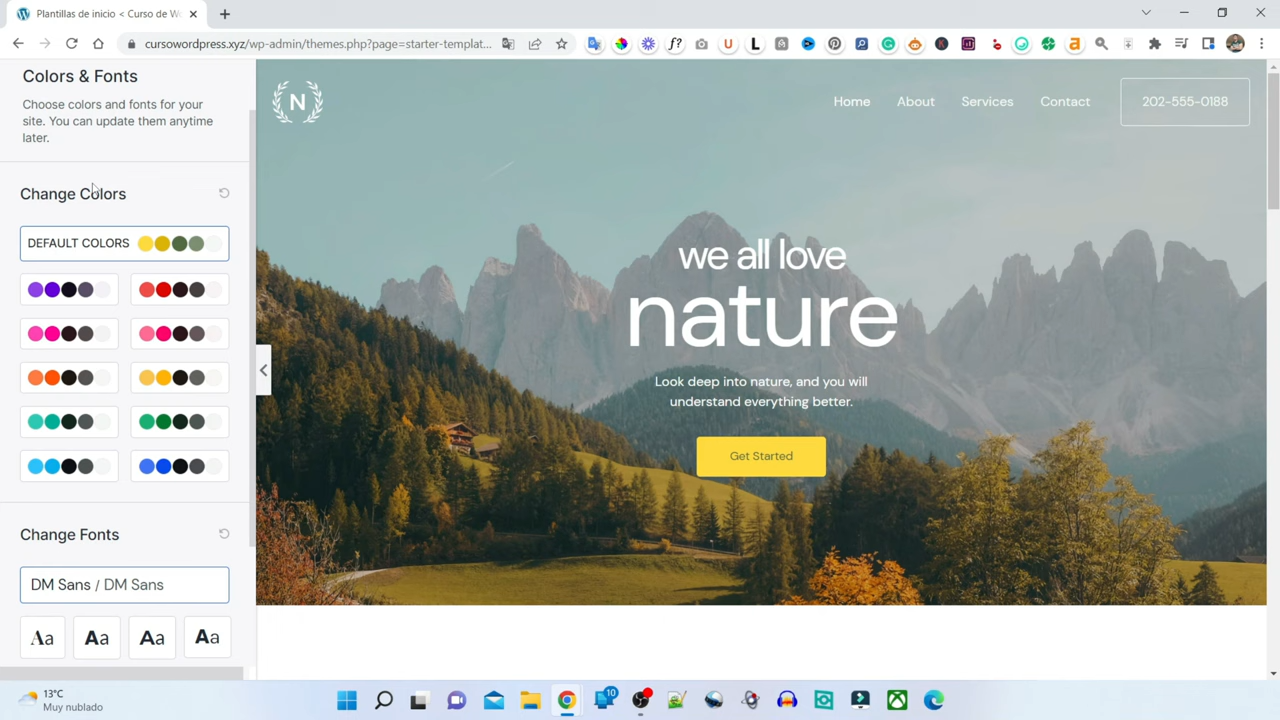 Plantillas de inicio < Curso de Wo
cursowordpress.xyz/wp-admin/themes.php?page=starter-templat...
Colors & Fonts
Choose colors and fonts for your
site. You can update them anytime
later.
Change Colors
DEFAULT COLORS
Change Fonts
DM Sans / DM Sans
Aa Aa Aa Aa
N
Home About Services Contact 202-555-0188
we all love
nature
Look deep into nature, and you will
understand everything better.
Get Started
13°C
Muy nublado
10